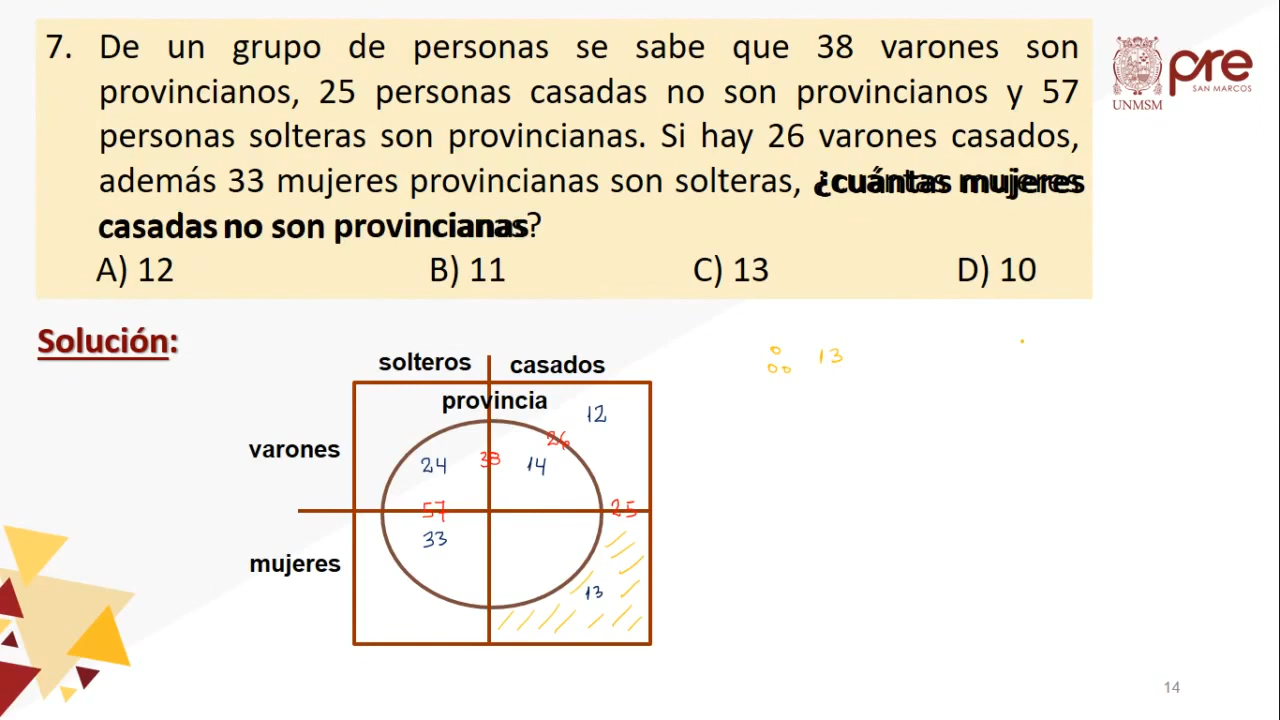 7. De un grupo de personas se sabe que 38 varones son
provincianos, 25 personas casadas no son provincianos y 57
personas solteras son provincianas. Si hay 26 varones casados,
además 33 mujeres provincianas son solteras, ¿cuántas mujeres
casadas no son provincianas?
A) 12 B) 11 C) 13 D) 10
pre
SAN MARCOS
UNMSM
Solución:
solteros casados
provincia
12
26
varones
24 38 14
57 25
33
mujeres
13
13
14